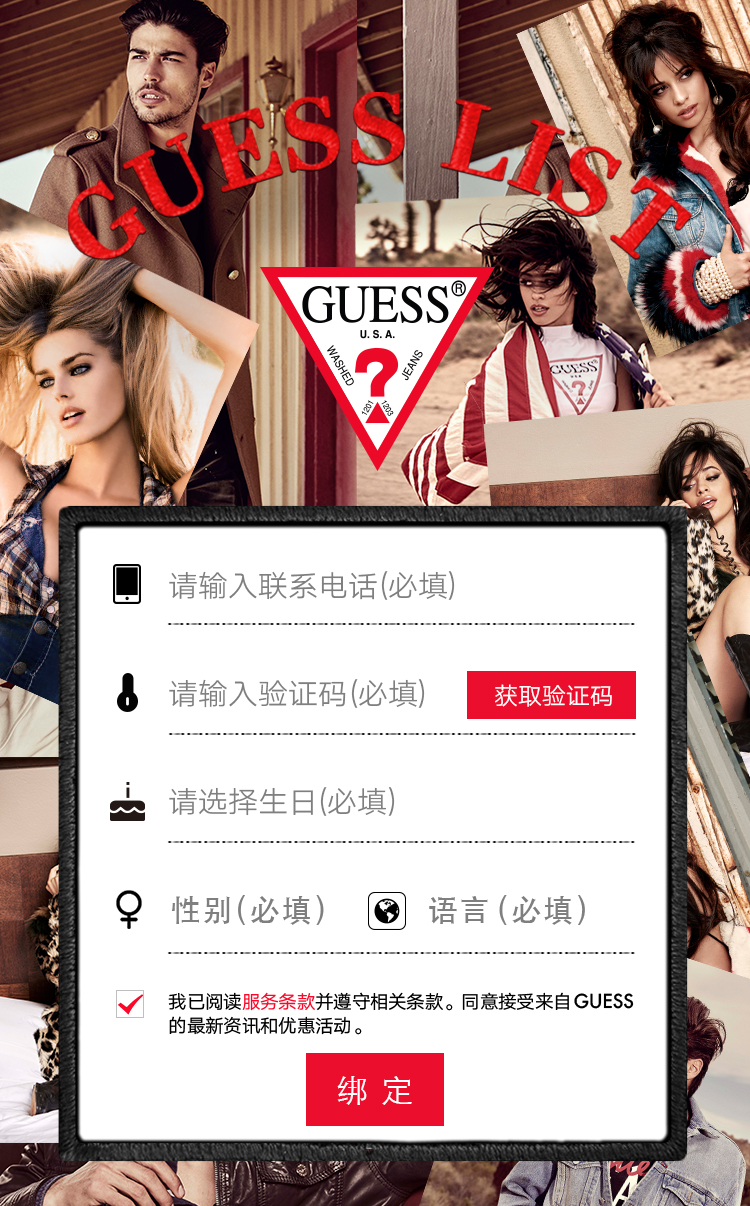 GUESS LIST
GUESS®
U.S.A.
WASHED
?
JEANS
1201
1203
GUESS
?
请输入联系电话(必填)
请输入验证码(必填)
获取验证码
请选择生日(必填)
性别(必填)
语言(必填)
我已阅读服务条款并遵守相关条款。同意接受来自GUESS
的最新资讯和优惠活动。
绑 定